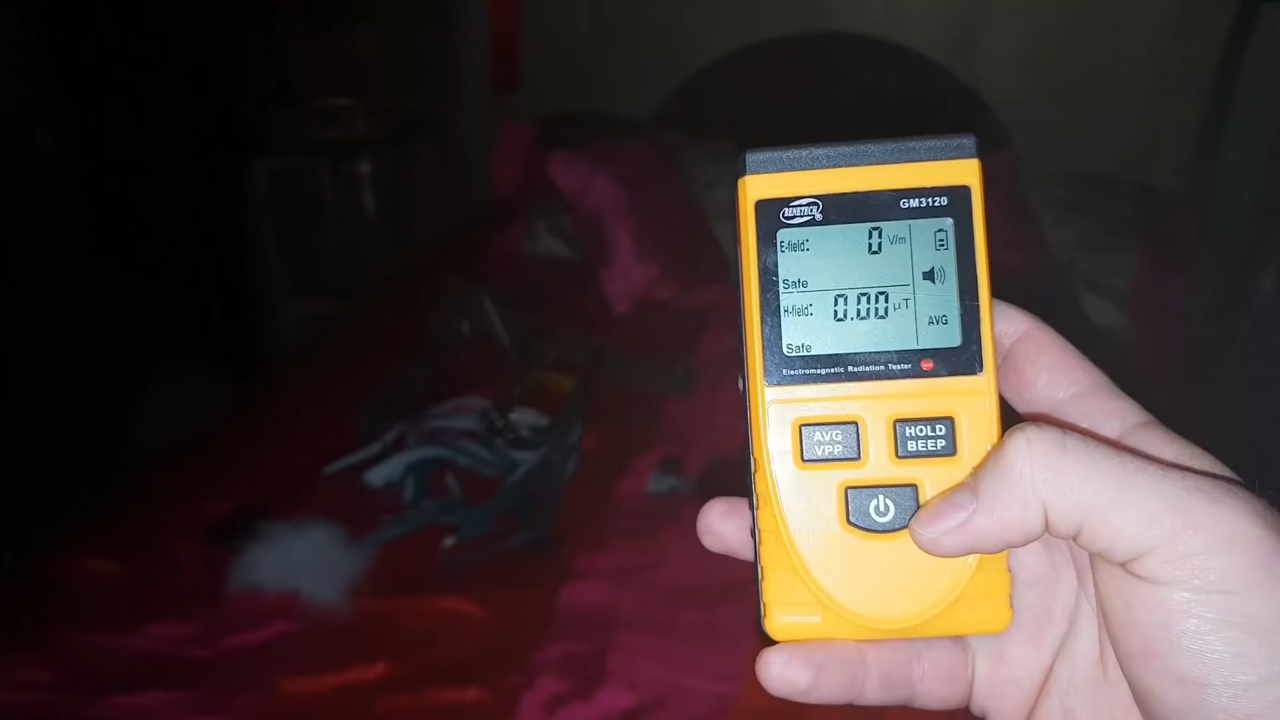 BENETECH®
GM3120
E-field: 0 V/m
Safe
H-field: 0.00 µT
Safe
AVG
Electromagnetic Radiation Tester
AVG
VPP
HOLD
BEEP